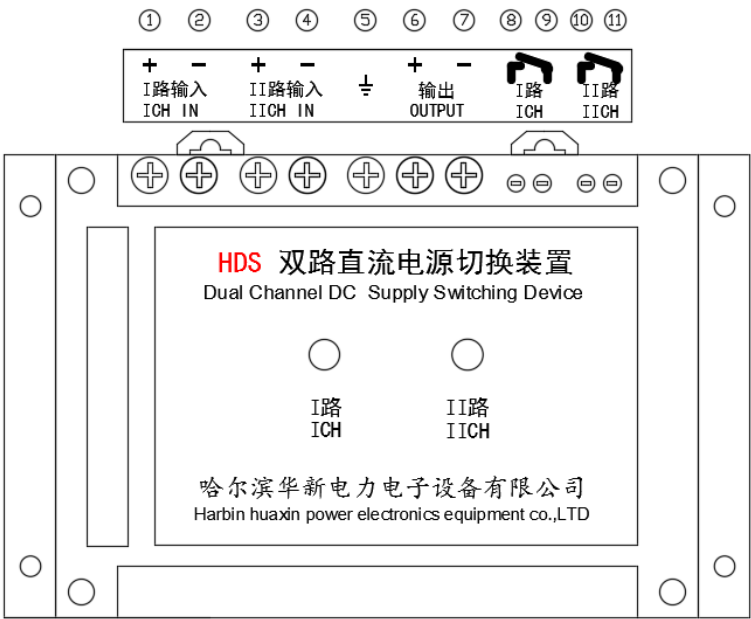 ① ② ③ ④ ⑤ ⑥ ⑦ ⑧ ⑨ ⑩ ⑪
+ − + − + −
I路输入 II路输入 输出 I路 II路
ICH IN IICH IN OUTPUT ICH IICH
HDS 双路直流电源切换装置
Dual Channel DC Supply Switching Device
I路 II路
ICH IICH
哈尔滨华新电力电子设备有限公司
Harbin huaxin power electronics equipment co.,LTD